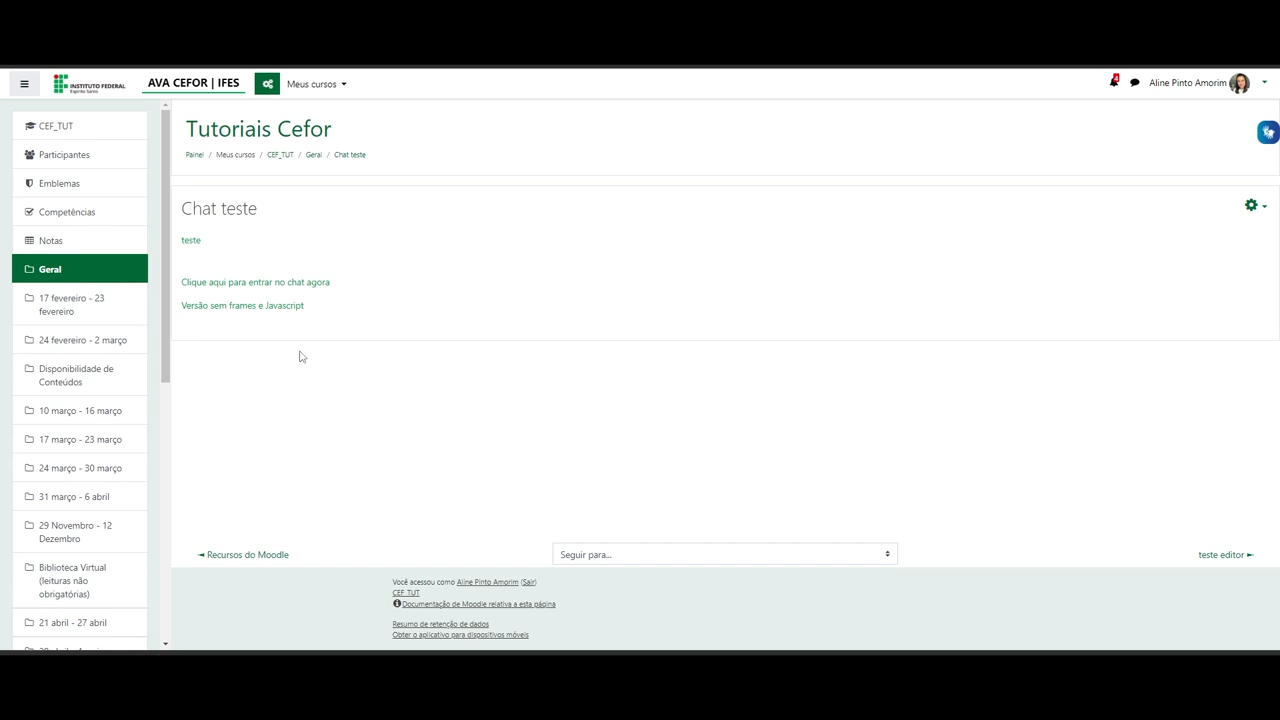 INSTITUTO FEDERAL
Espírito Santo
AVA CEFOR | IFES
Meus cursos
4
Aline Pinto Amorim
CEF_TUT
Participantes
Emblemas
Competências
Notas
Geral
17 fevereiro - 23
fevereiro
24 fevereiro - 2 março
Disponibilidade de
Conteúdos
10 março - 16 março
17 março - 23 março
24 março - 30 março
31 março - 6 abril
29 Novembro - 12
Dezembro
Biblioteca Virtual
(leituras não
obrigatórias)
21 abril - 27 abril
Tutoriais Cefor
Painel / Meus cursos / CEF_TUT / Geral / Chat teste
Chat teste
teste
Clique aqui para entrar no chat agora
Versão sem frames e Javascript
◄ Recursos do Moodle
Seguir para...
teste editor ►
Você acessou como Aline Pinto Amorim (Sair)
CEF_TUT
Documentação de Moodle relativa a esta página
Resumo de retenção de dados
Obter o aplicativo para dispositivos móveis